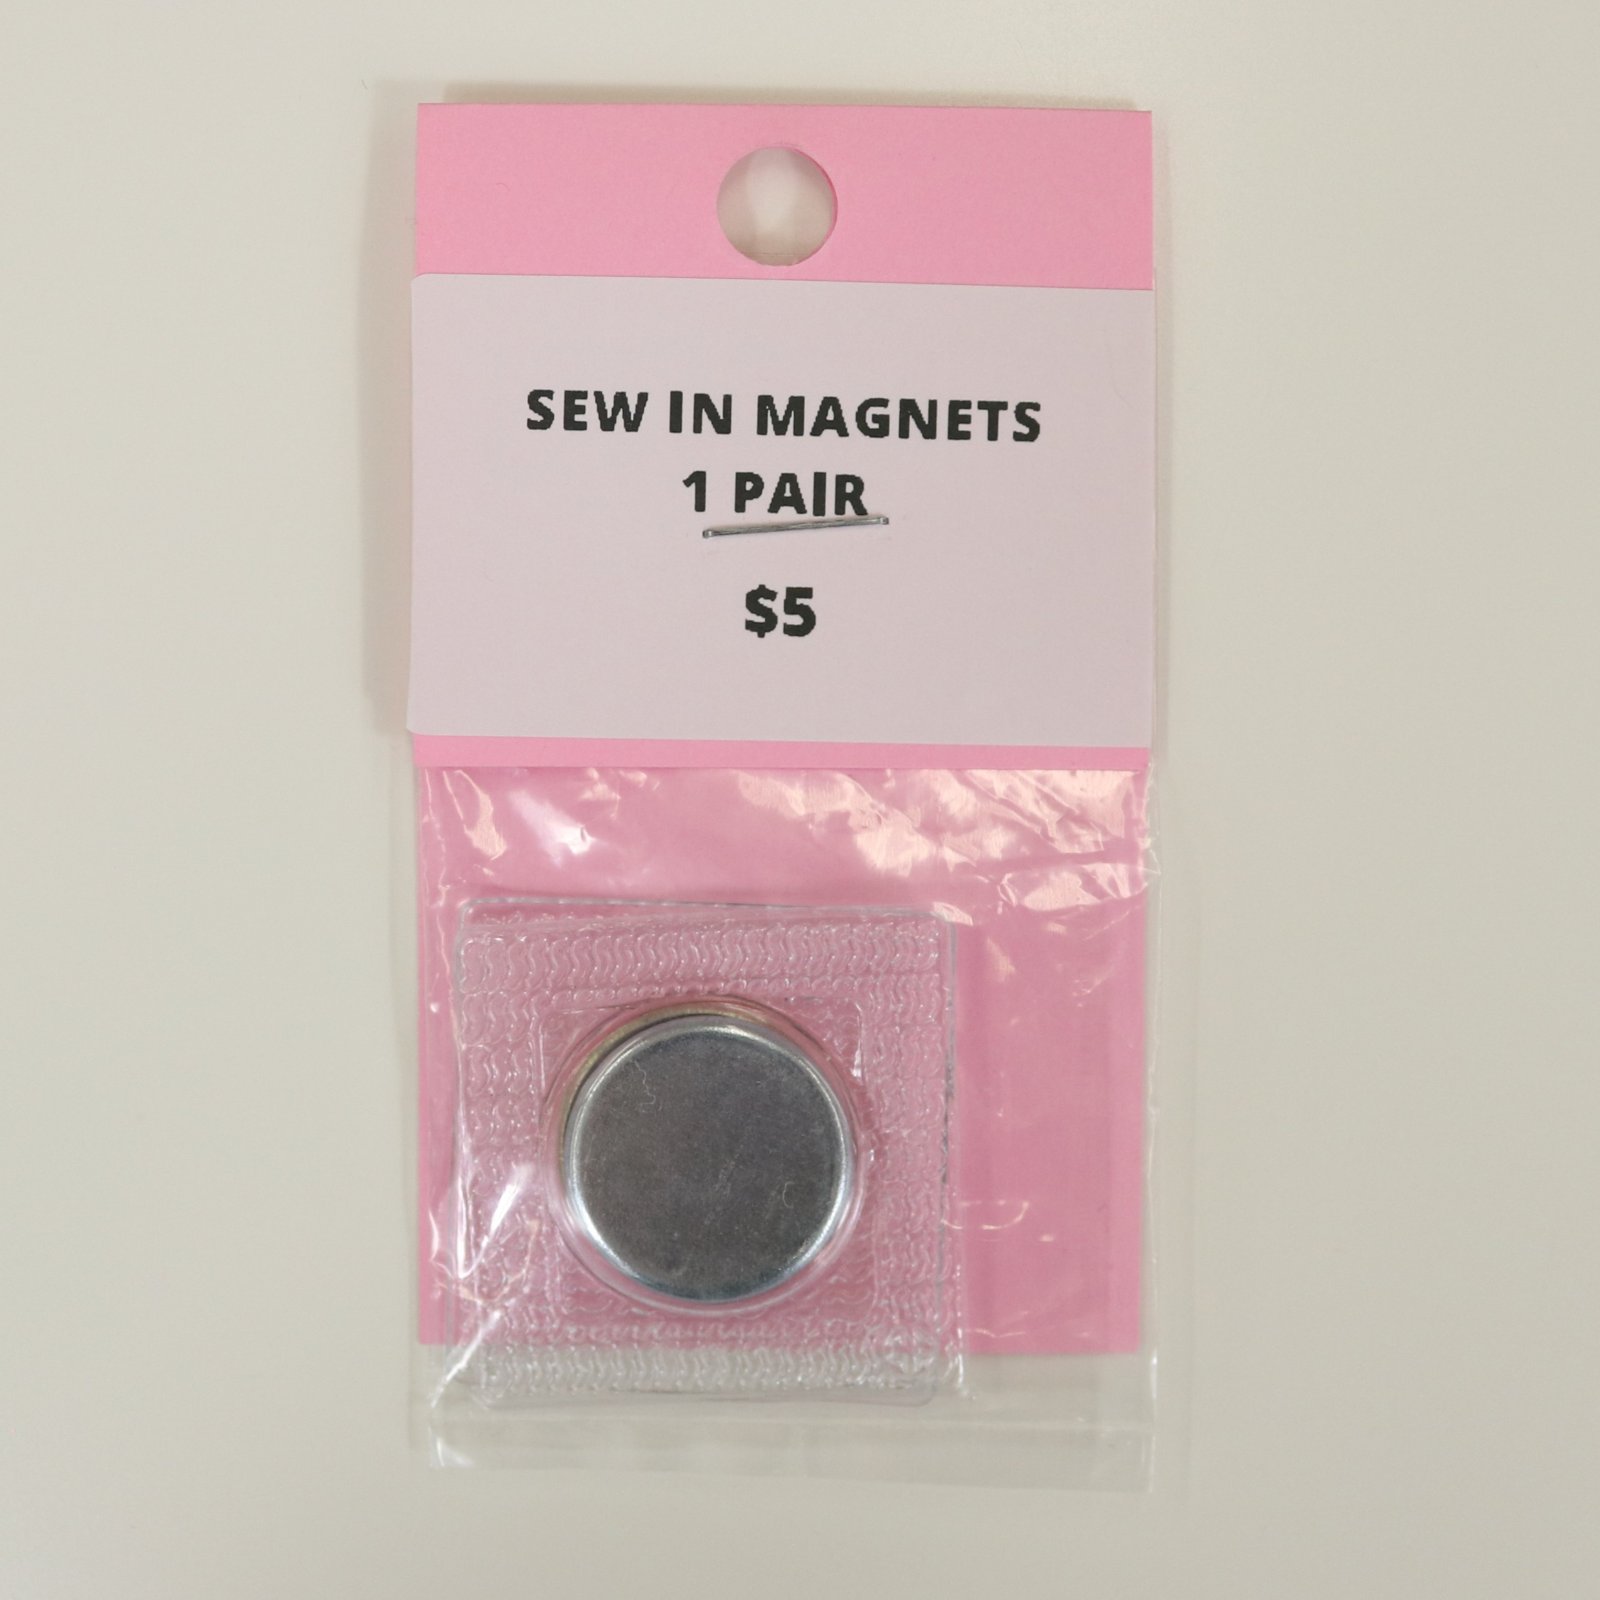 SEW IN MAGNETS
1 PAIR
$5